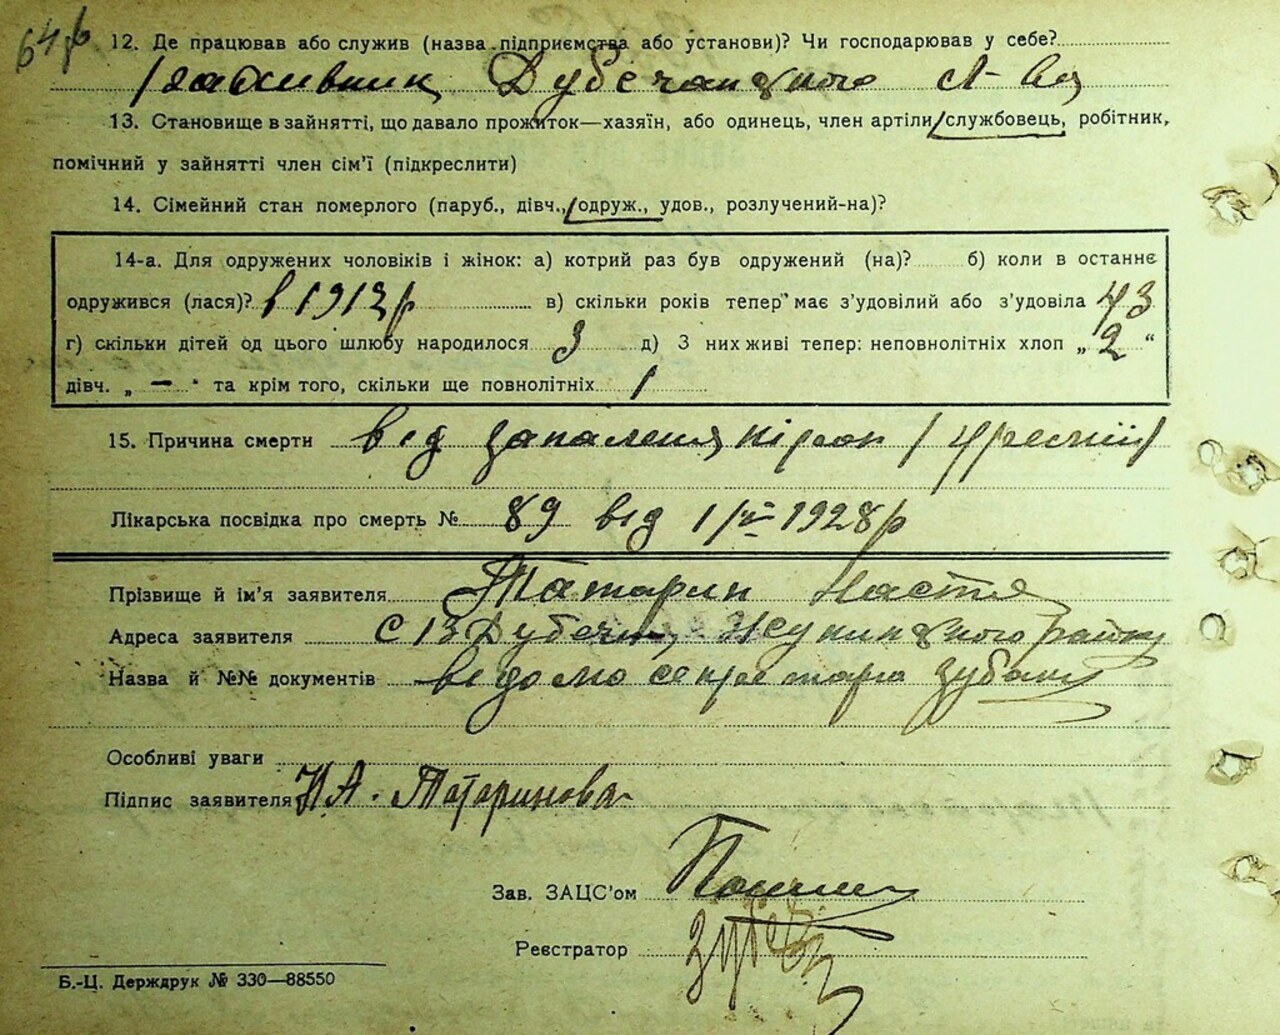 12. Де працював або служив (назва підприємства або установи)? Чи господарював у себе?
Дубечанського л-ва
13. Становище в зайнятті, що давало прожиток—хазяїн, або одинець, член артіли, службовець, робітник,
помічний у зайнятті член сім'ї (підкреслити)
14. Сімейний стан померлого (паруб., дівч., одруж., удов., розлучений-на)?
14-а. Для одружених чоловіків і жінок: а) котрий раз був одружений (на)? б) коли в останнє
одружився (лася)? в 1913 р в) скільки років тепер має з'удовілий або з'удовіла 43
г) скільки дітей од цього шлюбу народилося 3 д) З них живі тепер: неповнолітніх хлоп „ 2 “
дівч. „ — “ та крім того, скільки ще повнолітніх 1
15. Причина смерти від запалення нірок /уремії/
Лікарська посвідка про смерть № 89 від 1928 р
Прізвище й ім'я заявителя Татарин Настя
Адреса заявителя с Дубечня, району
Назва й №№ документів відомо секретарю Зубань
Особливі уваги
Підпис заявителя Н А. Татаринова
Зав. ЗАЦС'ом
Реєстратор
Б.-Ц. Держдрук № 330—88550